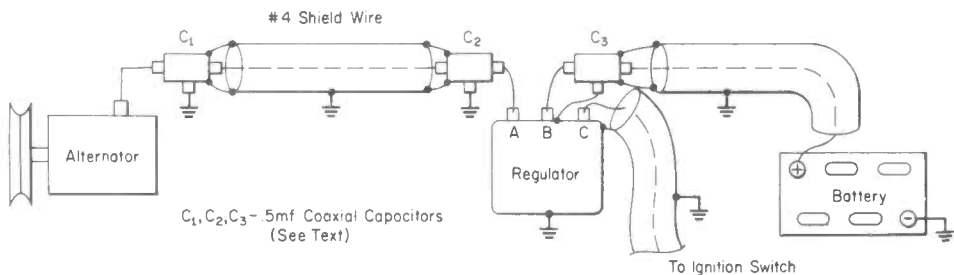 #4 Shield Wire
C1
C2
C3
Alternator
A B C
Regulator
+
Battery
-
C1,C2,C3-.5mf Coaxial Capocitors
(See Text)
To Ignition Switch